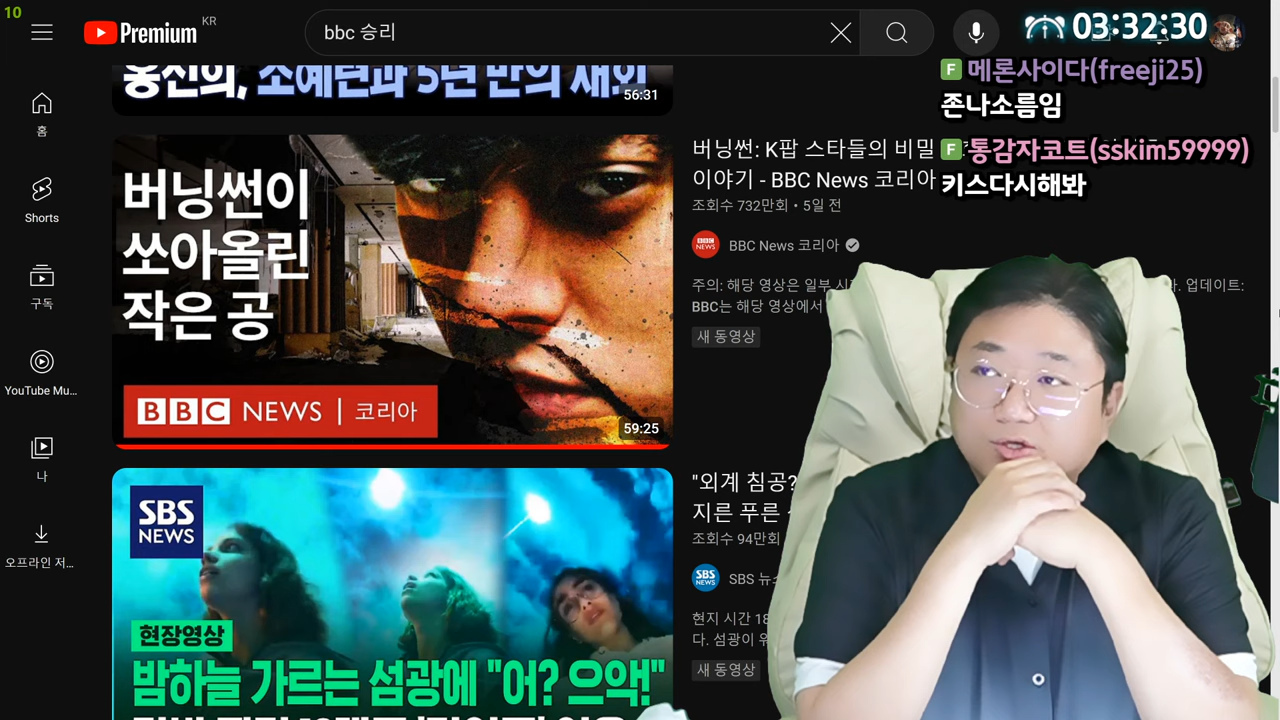 10
Premium KR
bbc 승리
03:32:30
F 메론사이다(freeji25)
존나소름임
F 통감자코트(sskim59999)
키스다시해봐
홈
Shorts
구독
YouTube Mu...
나
오프라인 저...
56:31
버닝썬이
쏘아올린
작은 공
BBC NEWS | 코리아
59:25
버닝썬: K팝 스타들의 비밀
이야기 - BBC News 코리아
조회수 732만회 • 5일 전
BBC NEWS
BBC News 코리아
주의: 해당 영상은 일부 업데이트:
BBC는 해당 영상에서
새 동영상
SBS
NEWS
현장영상
밤하늘 가르는 섬광에 "어? 으악!"
"외계 침공?
지른 푸른
조회수 94만회
SBS NEWS
SBS 뉴스
현지 시간 18
다. 섬광이
새 동영상